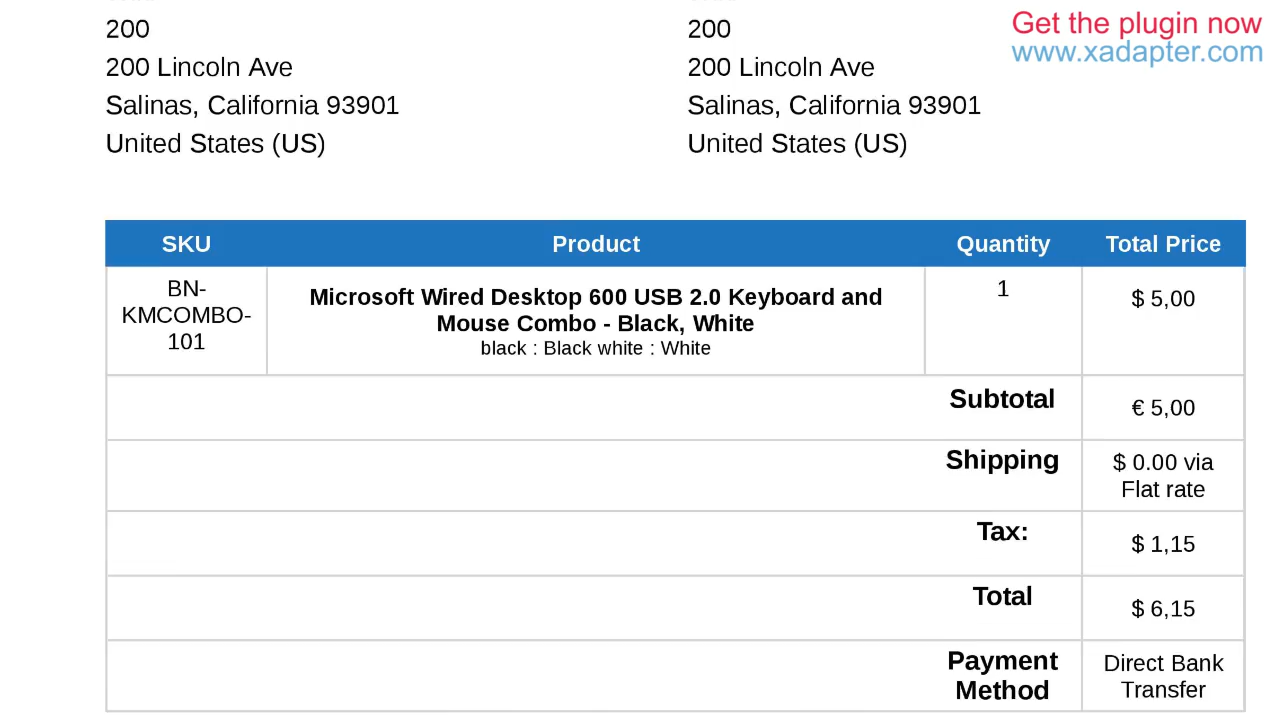 Get the plugin now
www.xadapter.com
200
200
200 Lincoln Ave
200 Lincoln Ave
Salinas, California 93901
Salinas, California 93901
United States (US)
United States (US)
SKU Product Quantity Total Price
BN-
KMCOMBO-
101
Microsoft Wired Desktop 600 USB 2.0 Keyboard and
Mouse Combo - Black, White
black : Black white : White
1
$ 5,00
Subtotal
€ 5,00
Shipping
$ 0.00 via
Flat rate
Tax:
$ 1,15
Total
$ 6,15
Payment
Method
Direct Bank
Transfer